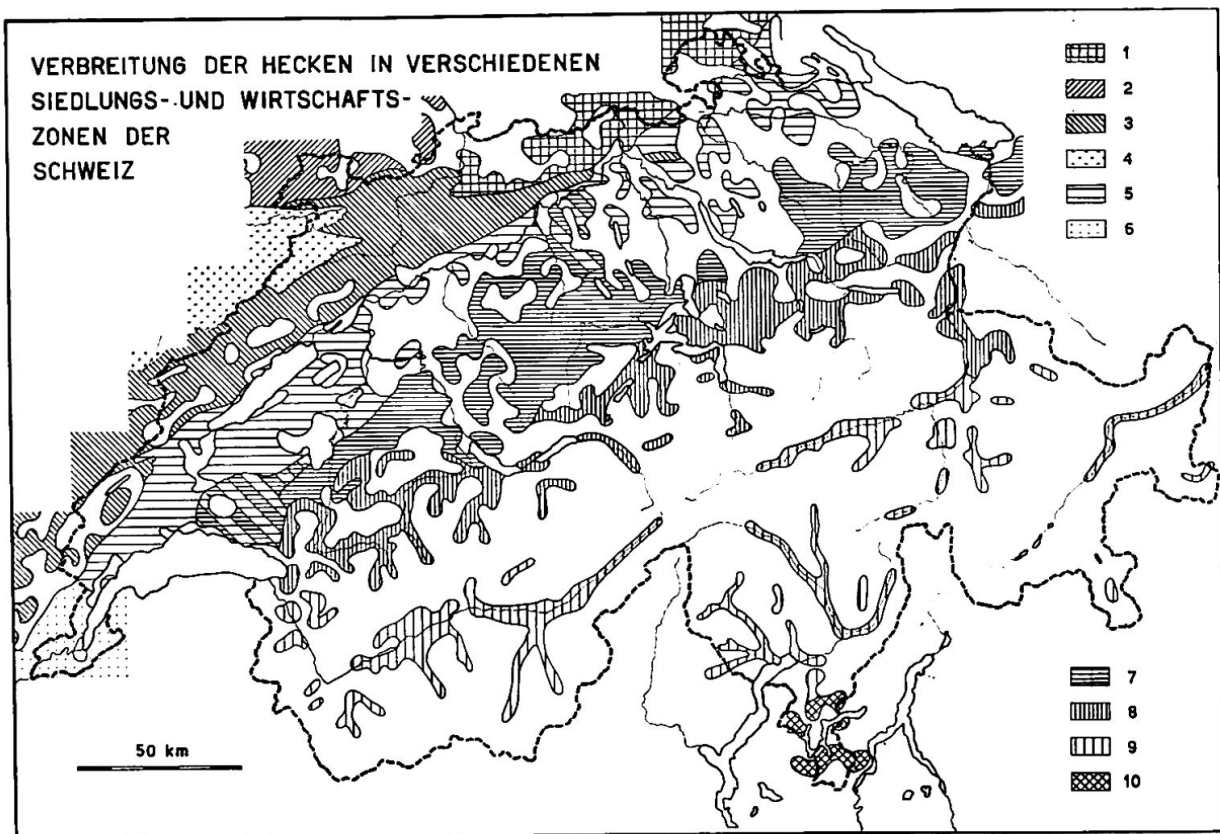 VERBREITUNG DER HECKEN IN VERSCHIEDENEN
SIEDLUNGS- UND WIRTSCHAFTS-
ZONEN DER
SCHWEIZ
1
2
3
4
5
6
7
8
9
10
50 km